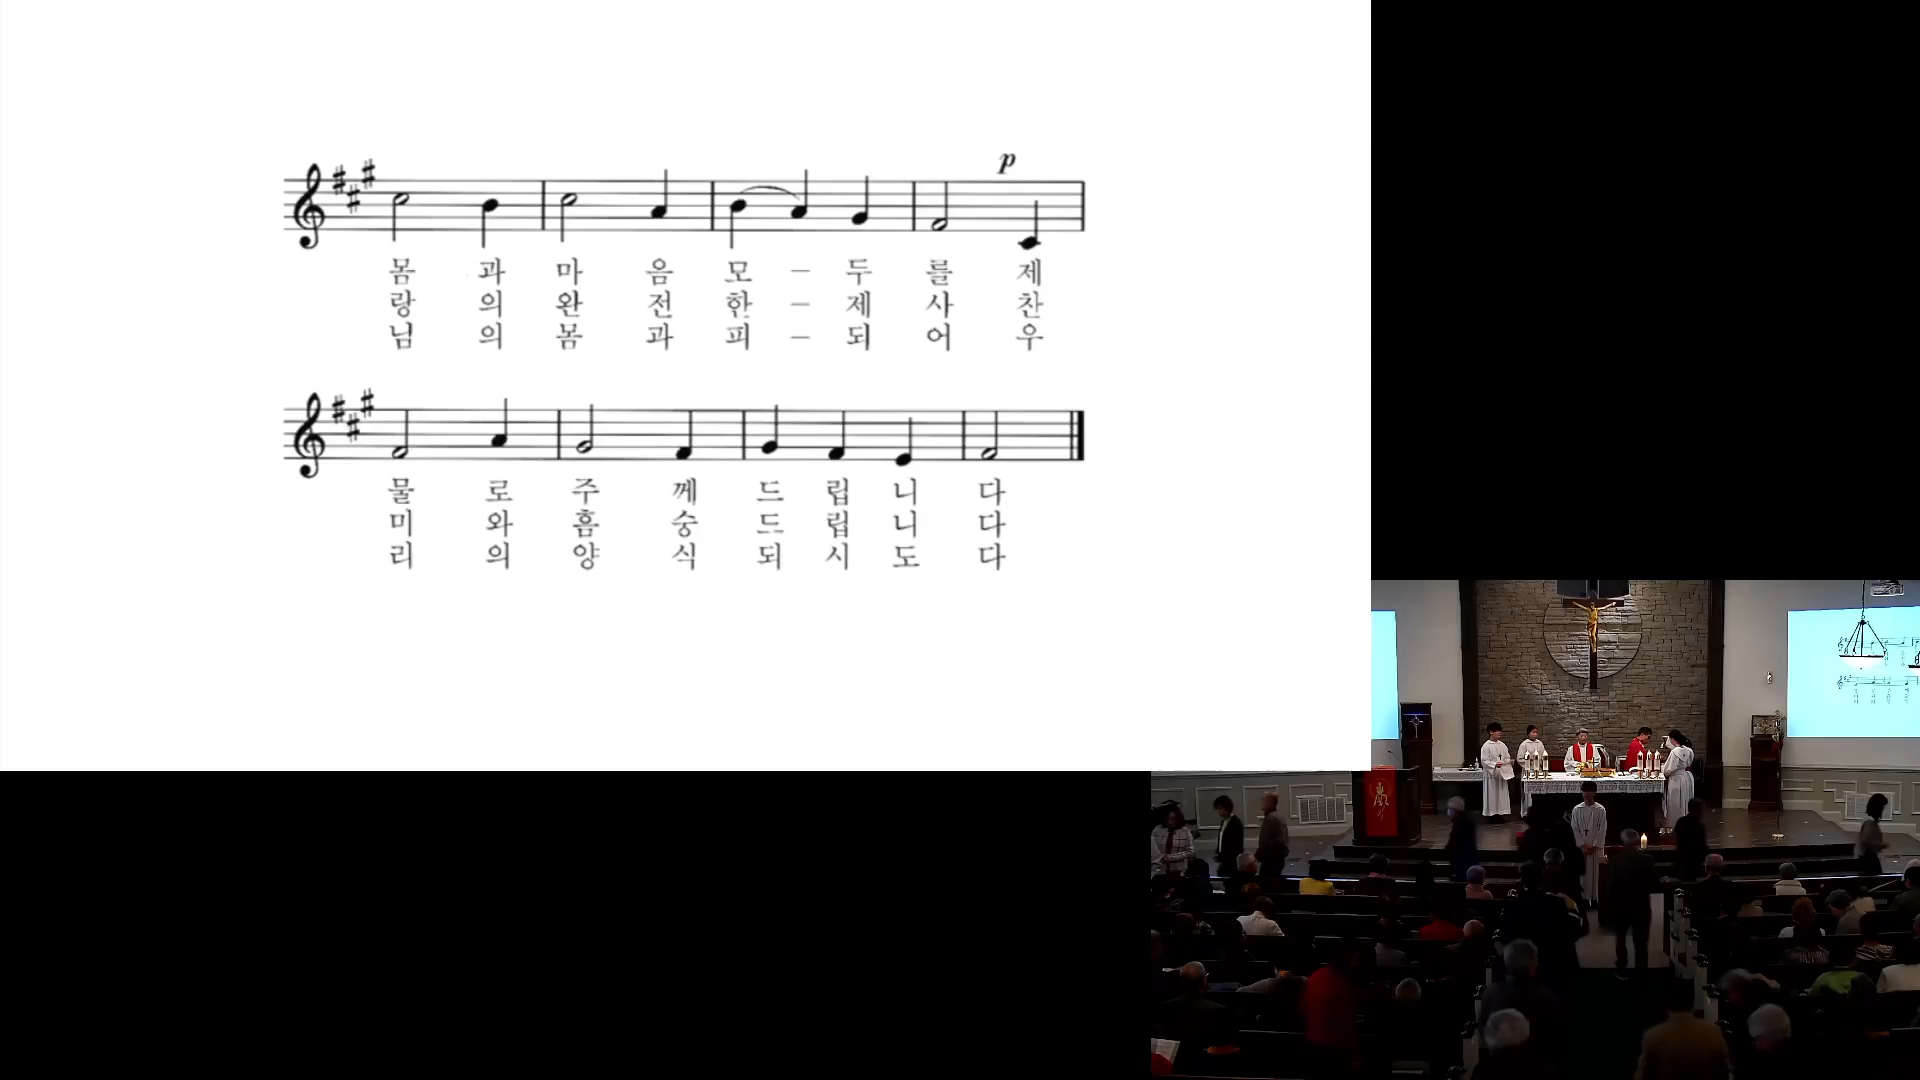 p
몸 과 마 음 모 – 두 를 제
랑 의 완 전 한 – 제 사 찬
님 의 몸 과 피 – 되 어 우
물 로 주 께 드 립 니 다
미 와 흠 숭 드 립 니 다
리 의 양 식 되 시 도 다